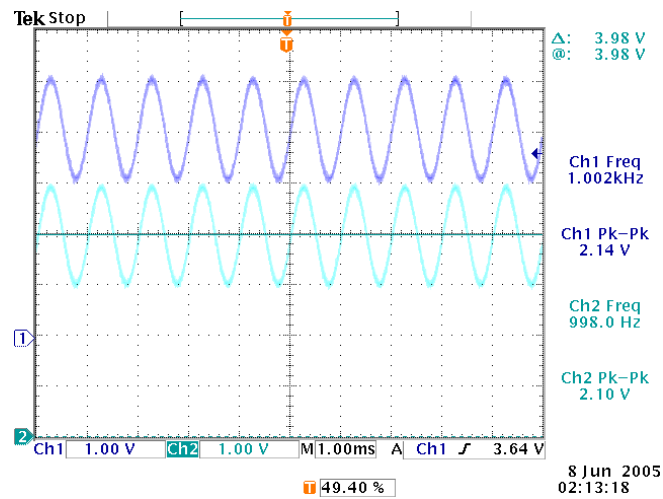 Tek Stop
T
T
Δ: 3.98 V
@: 3.98 V
Ch1 Freq
1.002kHz
Ch1 Pk−Pk
2.14 V
Ch2 Freq
998.0 Hz
Ch2 Pk−Pk
2.10 V
1
2
Ch1 1.00 V Ch2 1.00 V M 1.00ms A Ch1 ʃ 3.64 V
T 49.40 %
8 Jun 2005
02:13:18